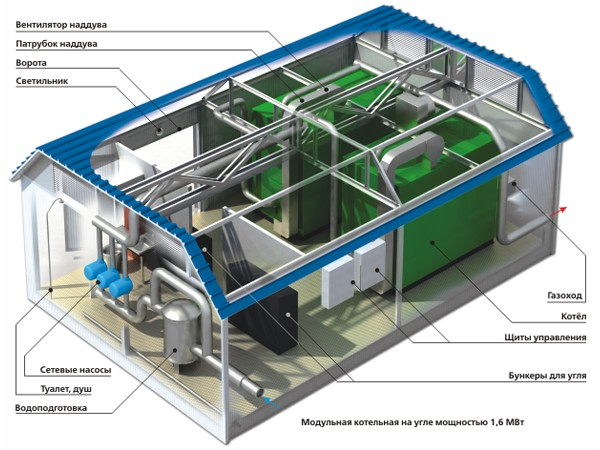 Вентилятор наддува
Патрубок наддува
Ворота
Светильник
Газоход
Котёл
Щиты управления
Сетевые насосы
Бункеры для угля
Туалет, душ
Водоподготовка
Модульная котельная на угле мощностью 1,6 МВт